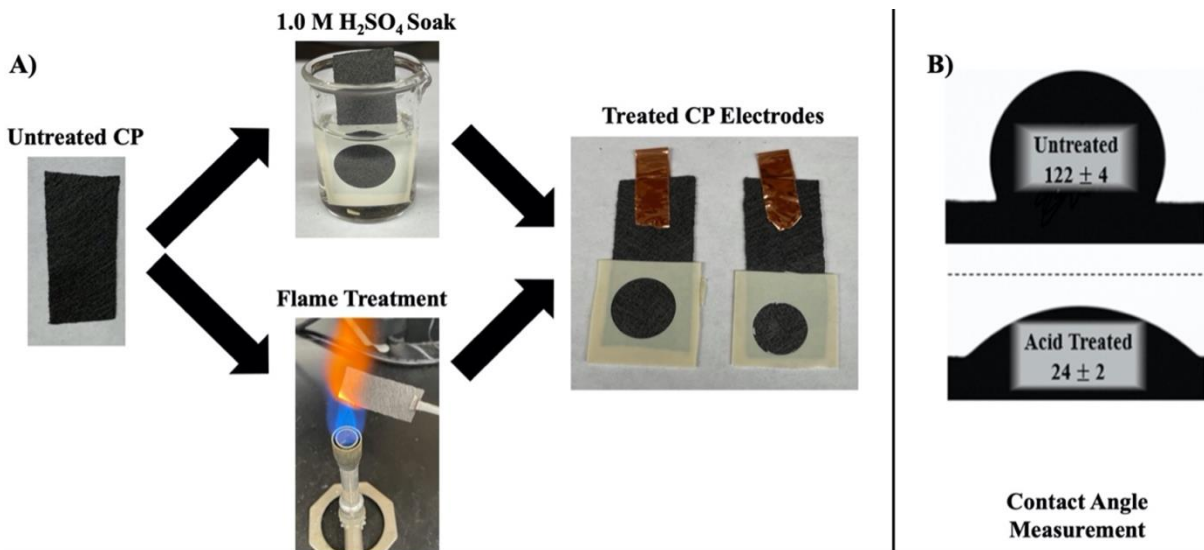 A)
1.0 M H₂SO₄ Soak
Untreated CP
Flame Treatment
Treated CP Electrodes
B)
Untreated
122 ± 4
Acid Treated
24 ± 2
Contact Angle
Measurement